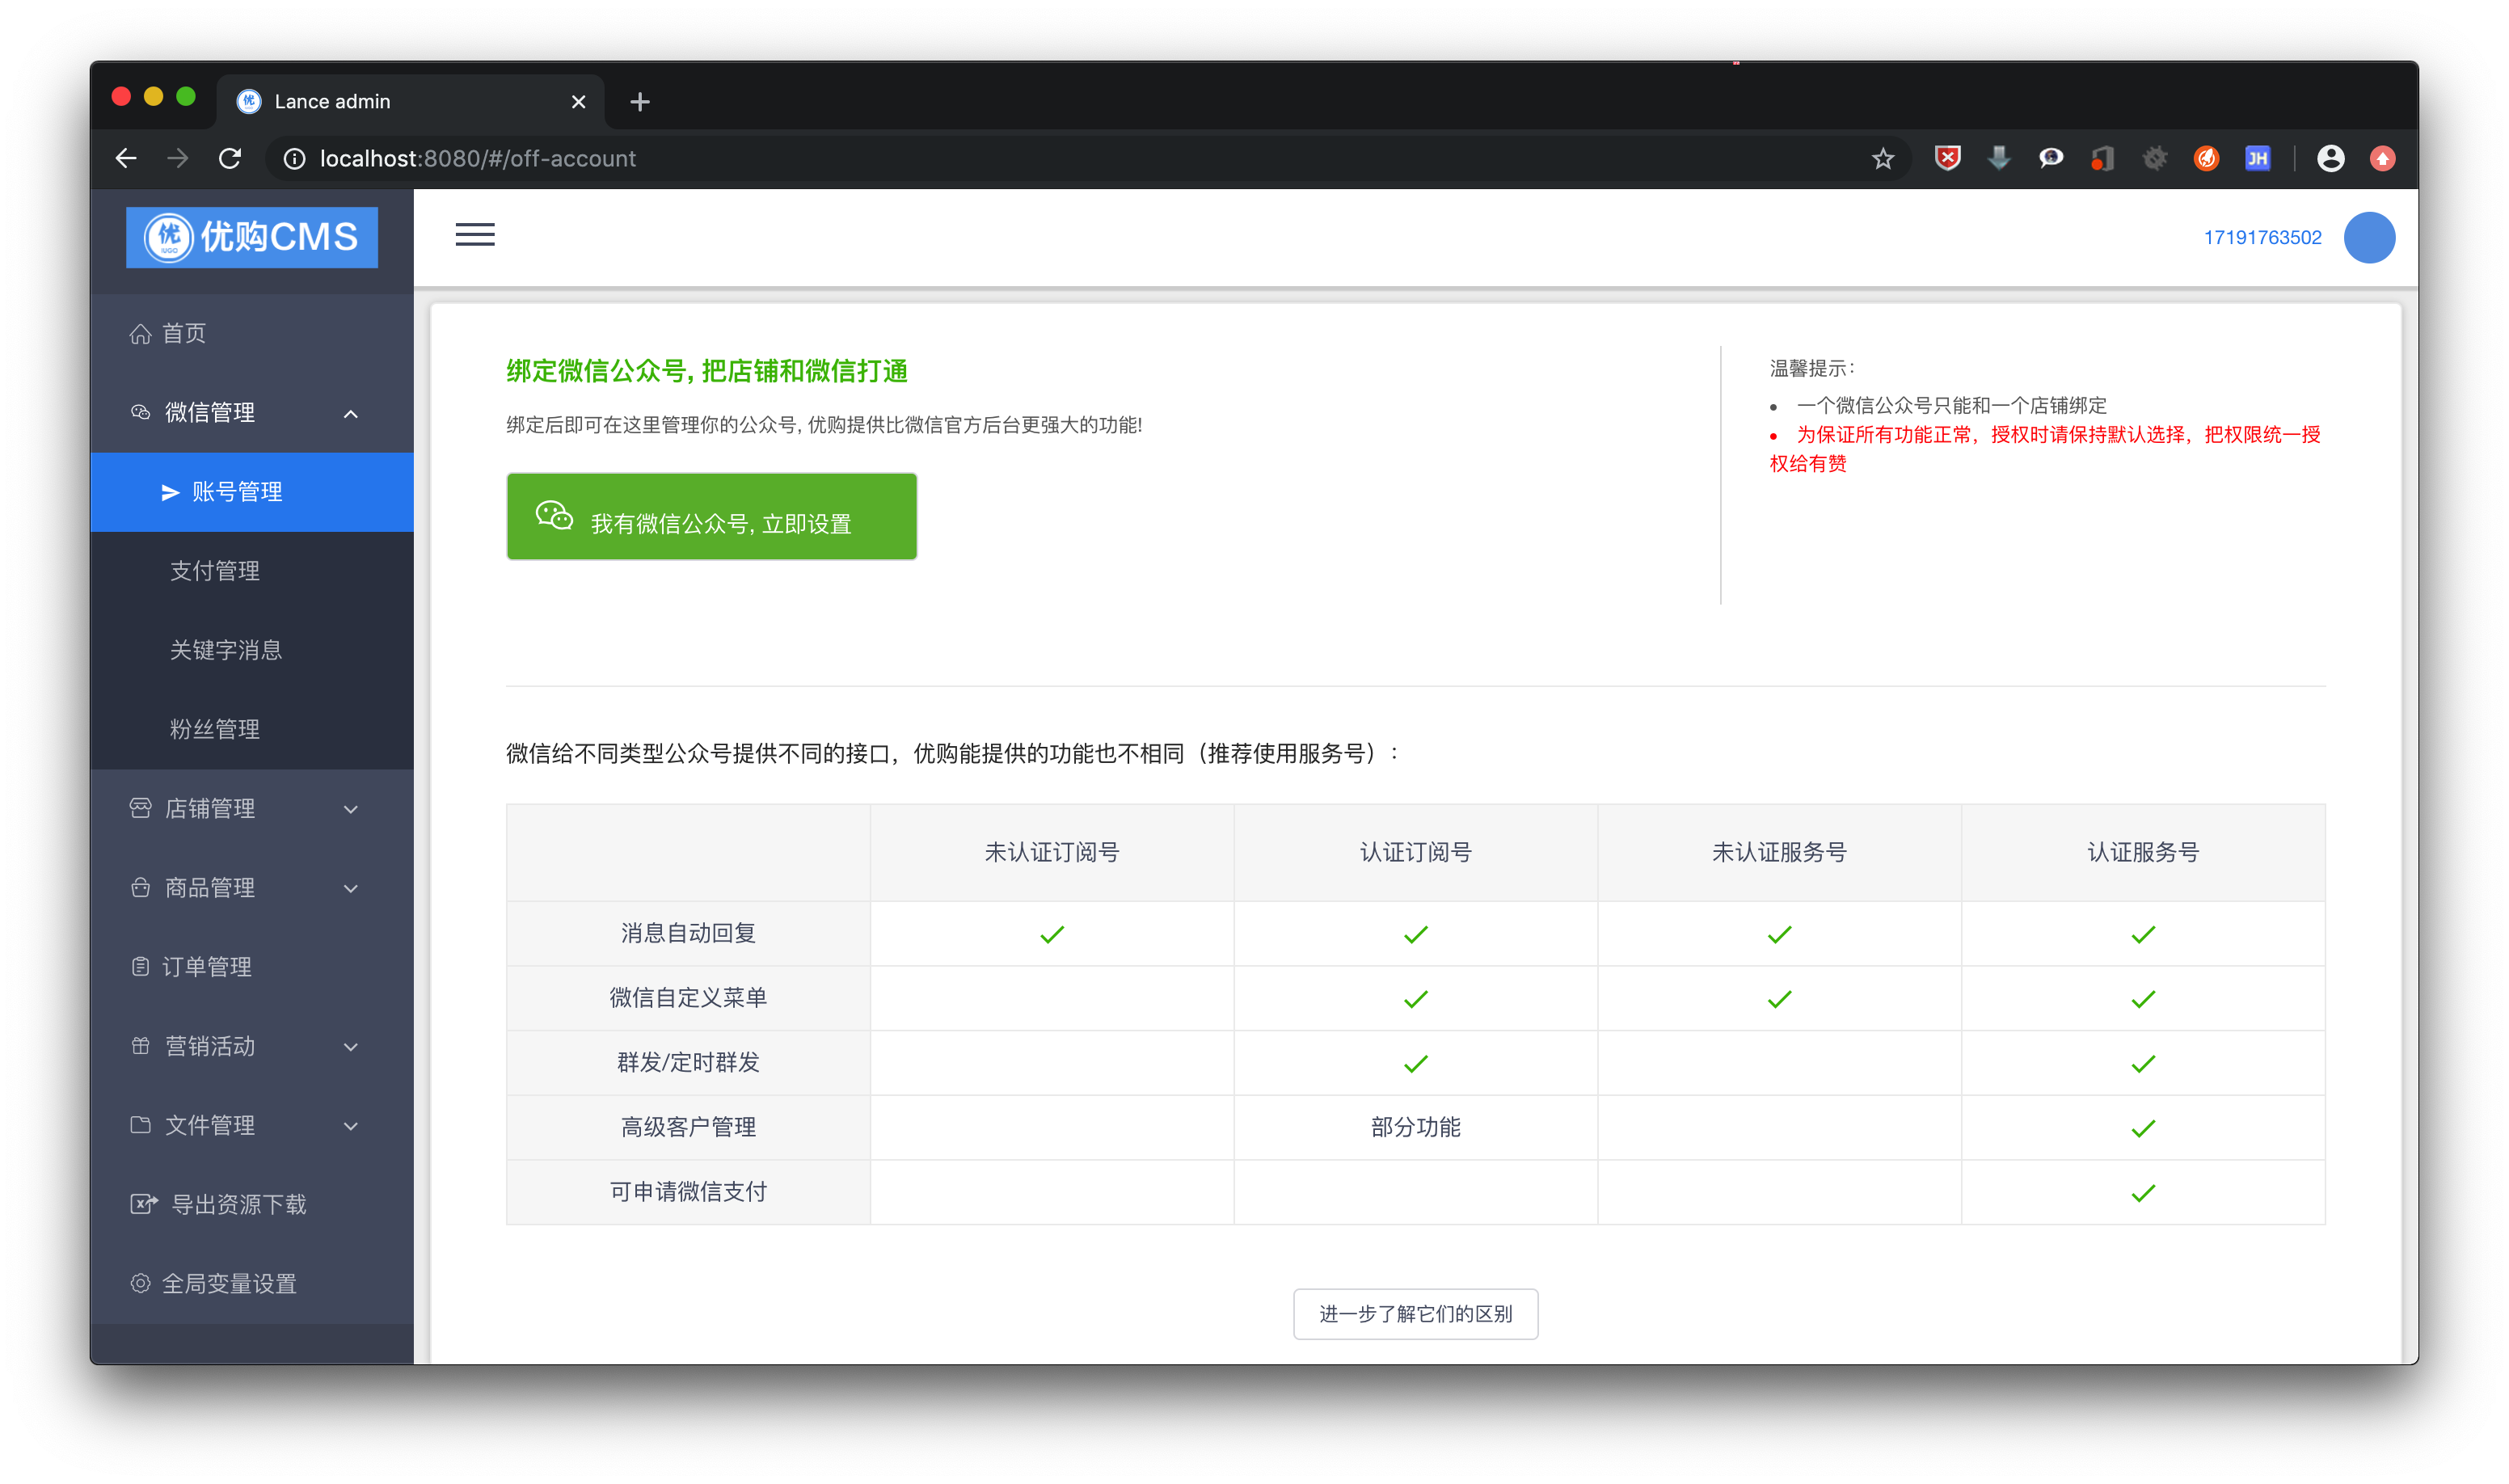 Lance admin
localhost:8080/#/off-account
JH
优 IUGO 优购CMS
17191763502
首页
微信管理
账号管理
支付管理
关键字消息
粉丝管理
店铺管理
商品管理
订单管理
营销活动
文件管理
导出资源下载
全局变量设置
绑定微信公众号, 把店铺和微信打通
绑定后即可在这里管理你的公众号, 优购提供比微信官方后台更强大的功能!
我有微信公众号, 立即设置
温馨提示：
一个微信公众号只能和一个店铺绑定
为保证所有功能正常，授权时请保持默认选择，把权限统一授
权给有赞
微信给不同类型公众号提供不同的接口，优购能提供的功能也不相同（推荐使用服务号）：
未认证订阅号 认证订阅号 未认证服务号 认证服务号
消息自动回复
微信自定义菜单
群发/定时群发
高级客户管理 部分功能
可申请微信支付
进一步了解它们的区别